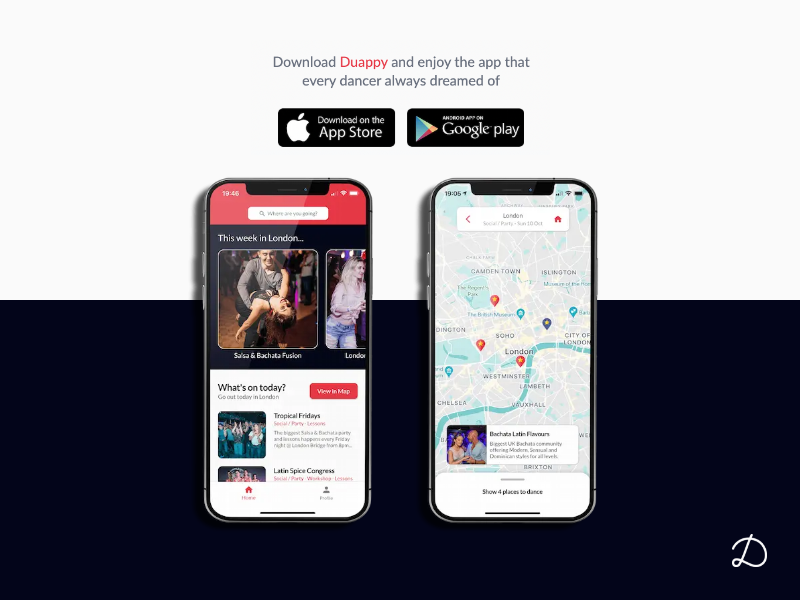 Download Duappy and enjoy the app that
every dancer always dreamed of
Download on the
App Store
ANDROID APP ON
Google play
19:46
Where are you going?
This week in London...
Salsa & Bachata Fusion
London
What's on today?
Go out today in London
View in Map
Tropical Fridays
Social / Party · Lessons
The biggest Salsa & Bachata party
and lessons happens every Friday
night @ London Bridge from 8pm...
Latin Spice Congress
Social / Party · Workshop · Lessons
Home
Profile
19:05
London
Social / Party · Sun 10 Oct
CAMDEN TOWN
ISLINGTON
Museum of the Ho
The Regent's
Park
The British Museum
DINGTON
SOHO
CITY OF
LONDON
London
WESTMINSTER
LAMBETH
CHELSEA
VAUXHALL
Bachata Latin Flavours
Biggest UK Bachata community
offering Modern, Sensual and
Dominican styles for all levels
BRIXTON
Show 4 places to dance
D